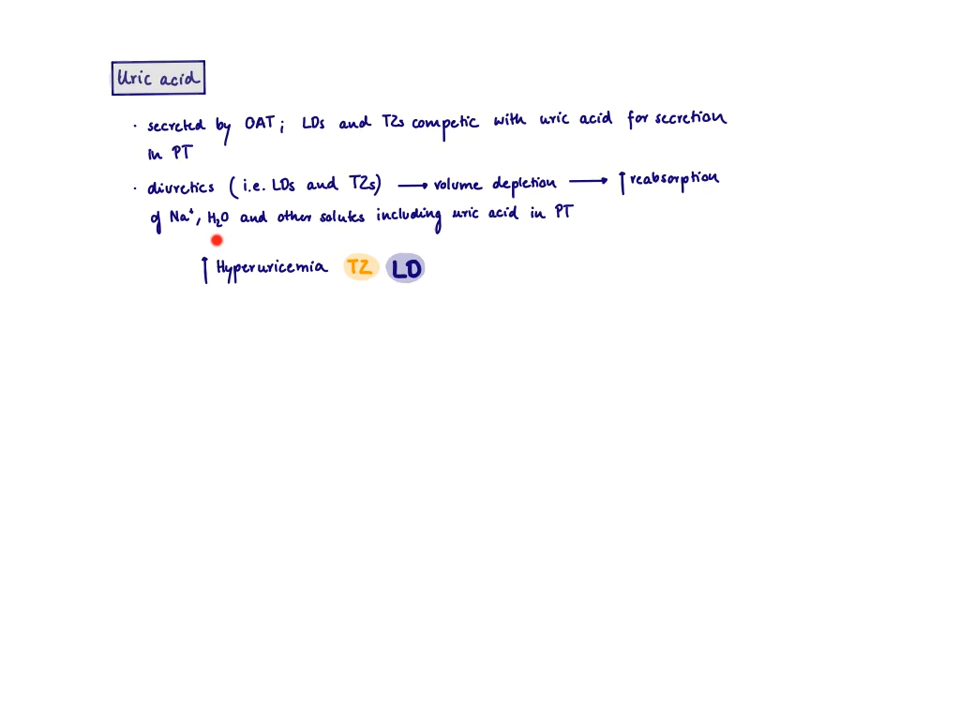 Uric acid
· secreted by OAT; LDs and TZs competic with uric acid for secretion
in PT
· diuretics (i.e. LDs and TZs) → volume depletion → ↑ reabsorption
of Na⁺, H₂O and other solutes including uric acid in PT
↑ Hyperuricemia TZ LD